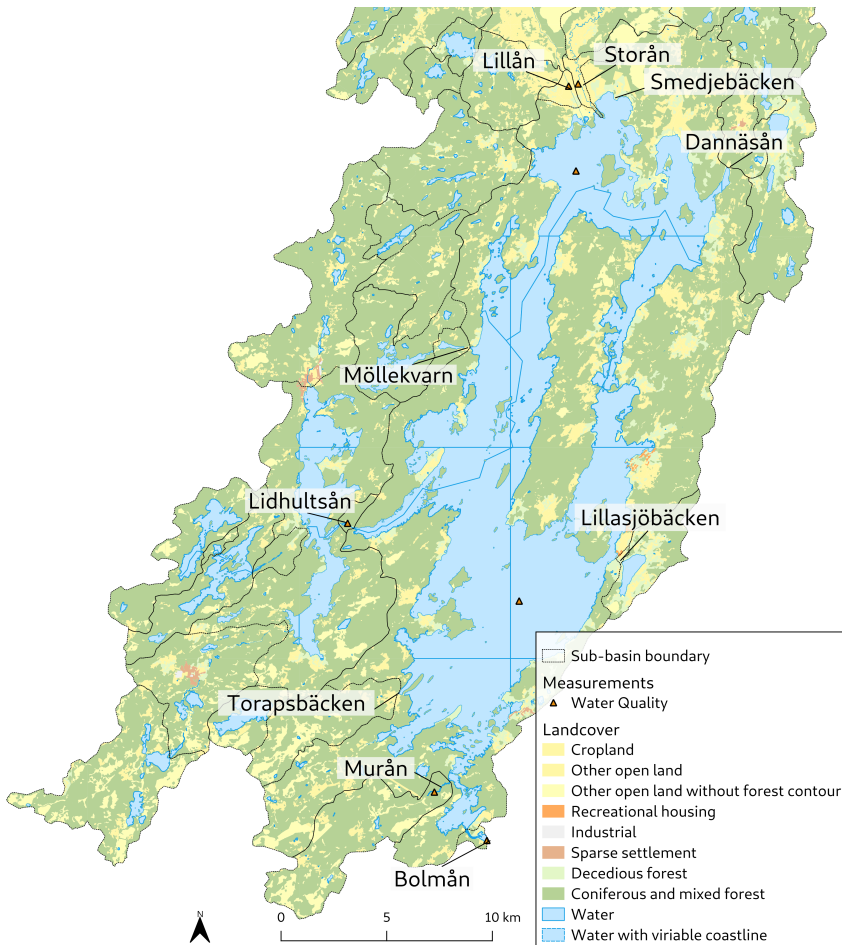 Lillån
Storån
Smedjebäcken
Dannäsån
Möllekvarn
Lidhultsån
Lillasjöbäcken
Torapsbäcken
Murån
Bolmån
Sub-basin boundary
Measurements
Water Quality
Landcover
Cropland
Other open land
Other open land without forest contour
Recreational housing
Industrial
Sparse settlement
Decedious forest
Coniferous and mixed forest
Water
Water with viriable coastline
N
0 5 10 km